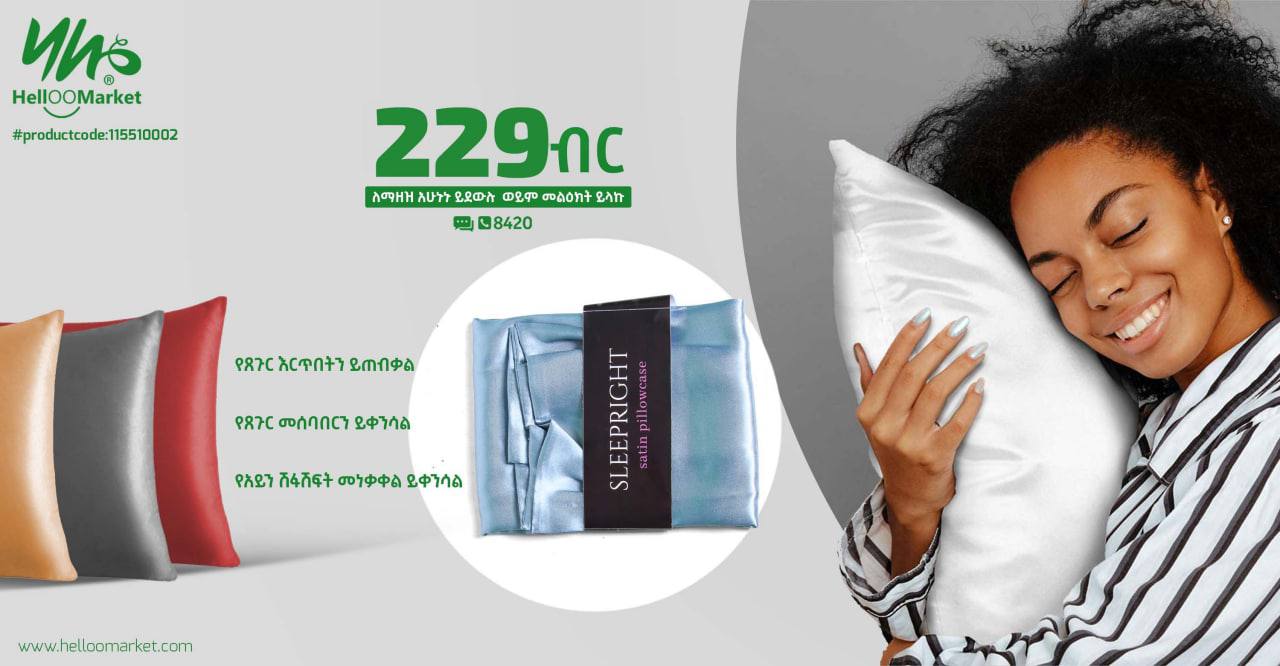 ሃሎ
®
HellOOMarket
#productcode:115510002
229ብር
ለማዘዝ አሁኑኑ ይደውሉ ወይም መልዕክት ይላኩ
8420
የጸጉር እርጥበትን ይጠብቃል
የጸጉር መሰባበርን ይቀንሳል
የአይን ሽፋሽፍት መነቃቀል ይቀንሳል
SLEEPRIGHT
satin pillowcase
www.helloomarket.com